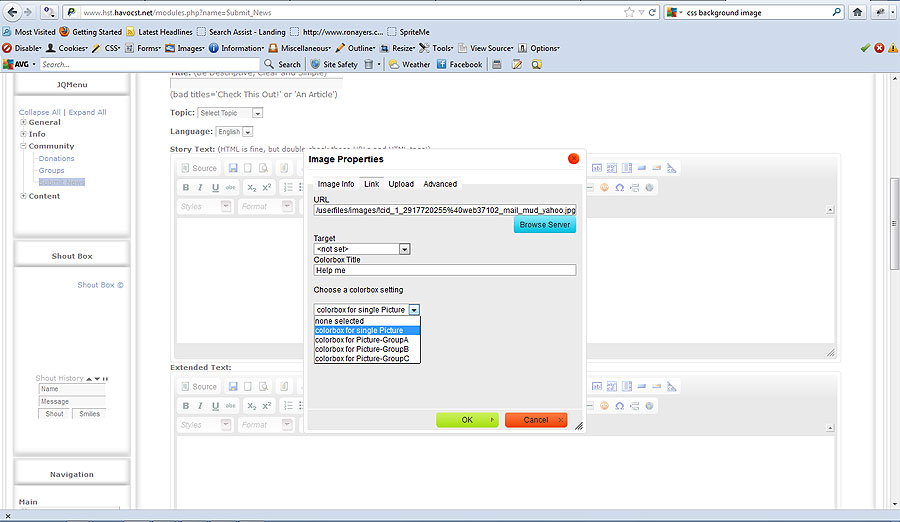 www.hst.havocst.net/modules.php?name=Submit_News
css background image
Most Visited Getting Started Latest Headlines Search Assist - Landing http://www.ronayers.c... SpriteMe
Disable Cookies CSS Forms Images Information Miscellaneous Outline Resize Tools View Source Options
AVG Search... Search Site Safety Weather Facebook
JQMenu
Collapse All | Expand All
General
Info
Community
Donations
Groups
Submit News
Content
Shout Box
Shout Box ©
Shout History
Name
Message
Shout Smilies
Navigation
Main
Title: (Be Descriptive, Clear and Simple)
(bad titles='Check This Out!' or 'An Article')
Topic: Select Topic
Language: English
Story Text: (HTML is fine, but double check those URLs and HTML tags!)
Source
B I U abc x₂ x²
Styles Format
Image Properties
Image Info Link Upload Advanced
URL
/userfiles/images/!cid_1_2917720255%40web37102_mail_mud_yahoo.jpg
Browse Server
Target
<not set>
Colorbox Title
Help me
Choose a colorbox setting
colorbox for single Picture
none selected
colorbox for single Picture
colorbox for Picture-GroupA
colorbox for Picture-GroupB
colorbox for Picture-GroupC
OK Cancel
Extended Text:
Source
B I U abc x₂ x²
Styles Format